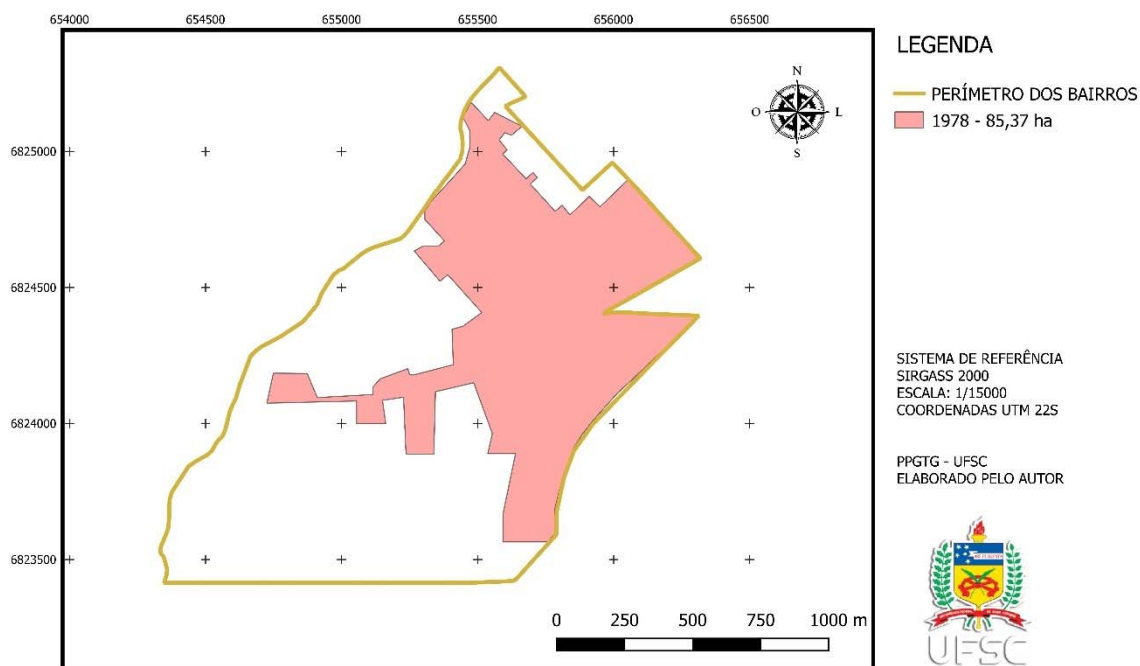 654000 654500 655000 655500 656000 656500
LEGENDA
PERÍMETRO DOS BAIRROS
1978 - 85,37 ha
N
O L
S
6825000
6824500
6824000
6823500
SISTEMA DE REFERÊNCIA
SIRGASS 2000
ESCALA: 1/15000
COORDENADAS UTM 22S
PPGTG - UFSC
ELABORADO PELO AUTOR
0 250 500 750 1000 m
UFSC